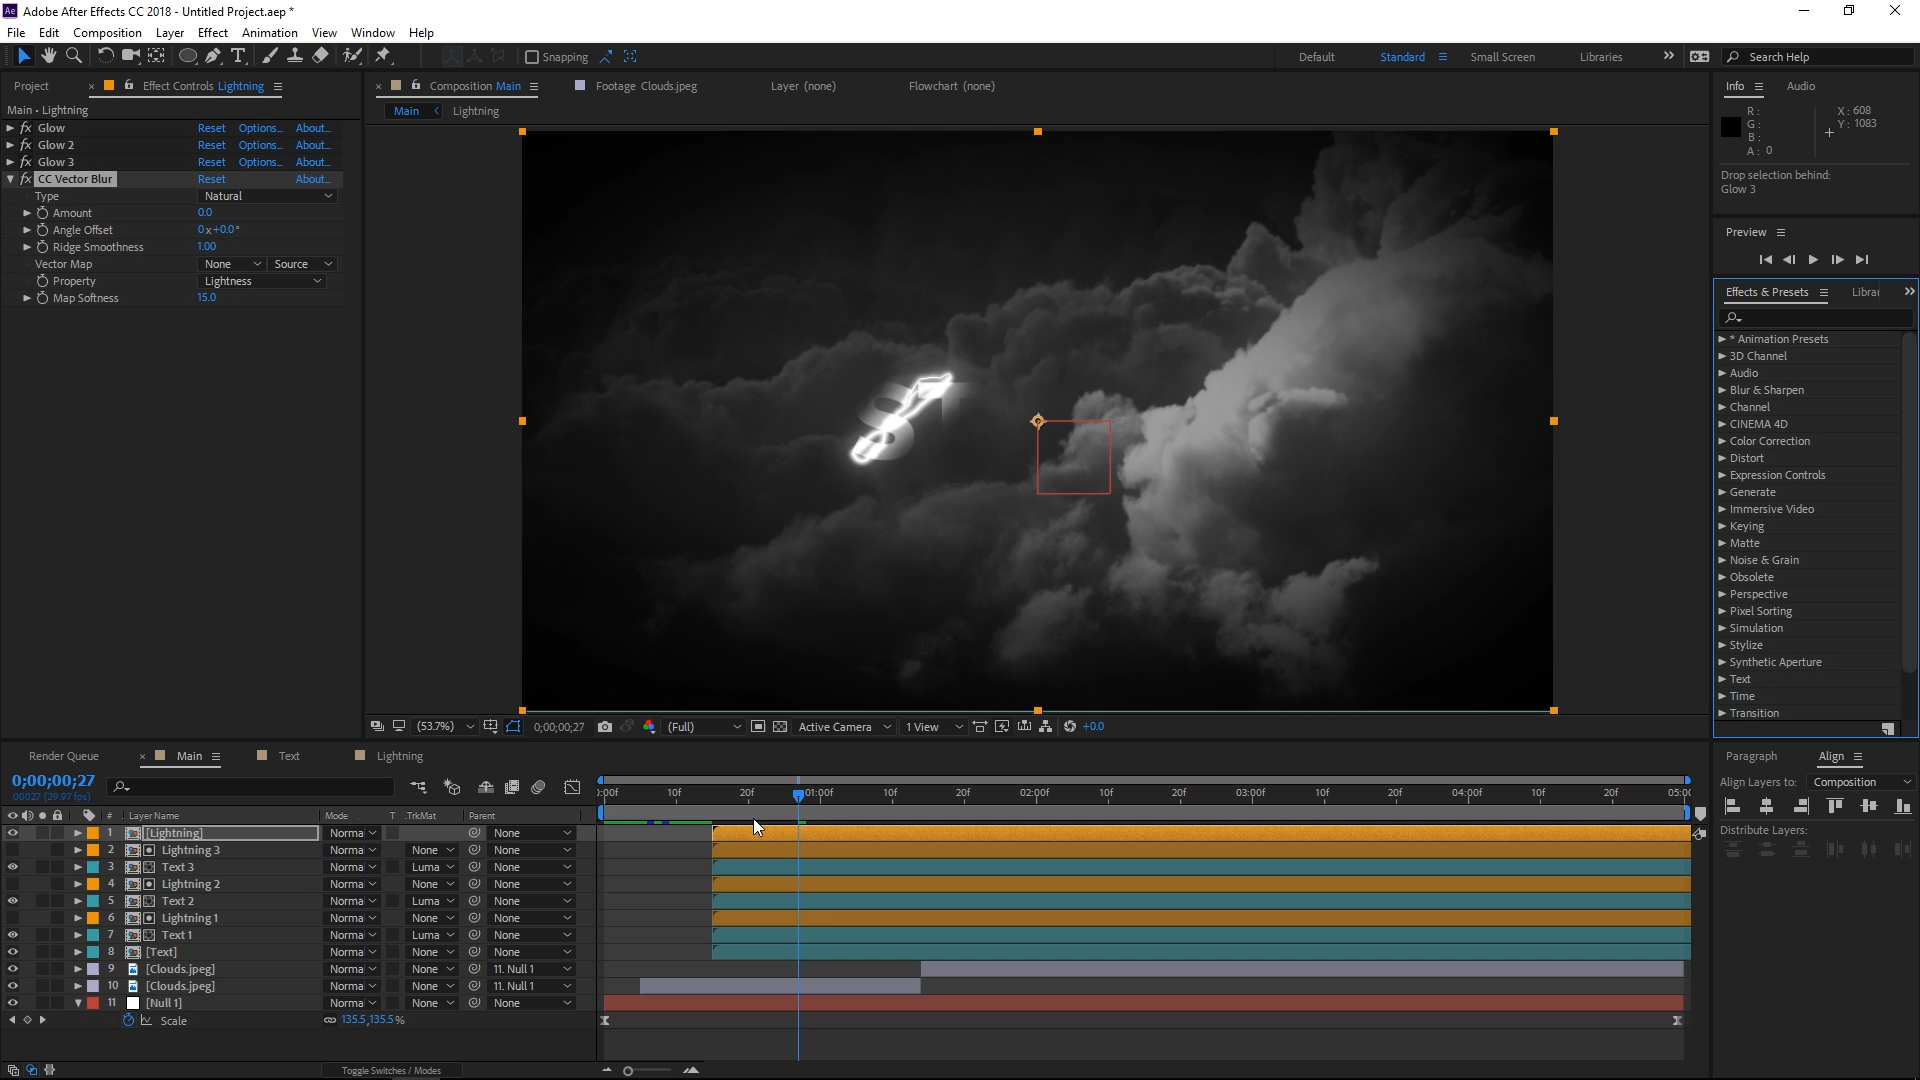 Adobe After Effects CC 2018 - Untitled Project.aep *
File Edit Composition Layer Effect Animation View Window Help
Snapping Default Standard Small Screen Libraries Search Help
Project Effect Controls Lightning
Main • Lightning
fx Glow Reset Options... About...
fx Glow 2 Reset Options... About...
fx Glow 3 Reset Options... About...
fx CC Vector Blur Reset About...
Type Natural
Amount 0.0
Angle Offset 0x+0.0°
Ridge Smoothness 1.00
Vector Map None Source
Property Lightness
Map Softness 15.0
Composition Main Footage Clouds.jpeg Layer (none) Flowchart (none)
Main Lightning
ST
(53.7%) 0;00;00;27 (Full) Active Camera 1 View +0.0
Info Audio
R: X: 608
G: Y: 1083
B:
A: 0
Drop selection behind:
Glow 3
Preview
Effects & Presets Librar
* Animation Presets
3D Channel
Audio
Blur & Sharpen
Channel
CINEMA 4D
Color Correction
Distort
Expression Controls
Generate
Immersive Video
Keying
Matte
Noise & Grain
Obsolete
Perspective
Pixel Sorting
Simulation
Stylize
Synthetic Aperture
Text
Time
Transition
Render Queue Main Text Lightning
0;00;00;27
00027 (29.97 fps)
# Layer Name Mode T .TrkMat Parent
):00f 10f 20f 01:00f 10f 20f 02:00f 10f 20f 03:00f 10f 20f 04:00f 10f 20f 05:00
1 [Lightning] Norma None
2 Lightning 3 Norma None None
3 Text 3 Norma Luma None
4 Lightning 2 Norma None None
5 Text 2 Norma Luma None
6 Lightning 1 Norma None None
7 Text 1 Norma Luma None
8 [Text] Norma None None
9 [Clouds.jpeg] Norma None 11. Null 1
10 [Clouds.jpeg] Norma None 11. Null 1
11 [Null 1] Norma None None
Scale 135.5,135.5%
Toggle Switches / Modes
Paragraph Align
Align Layers to: Composition
Distribute Layers: